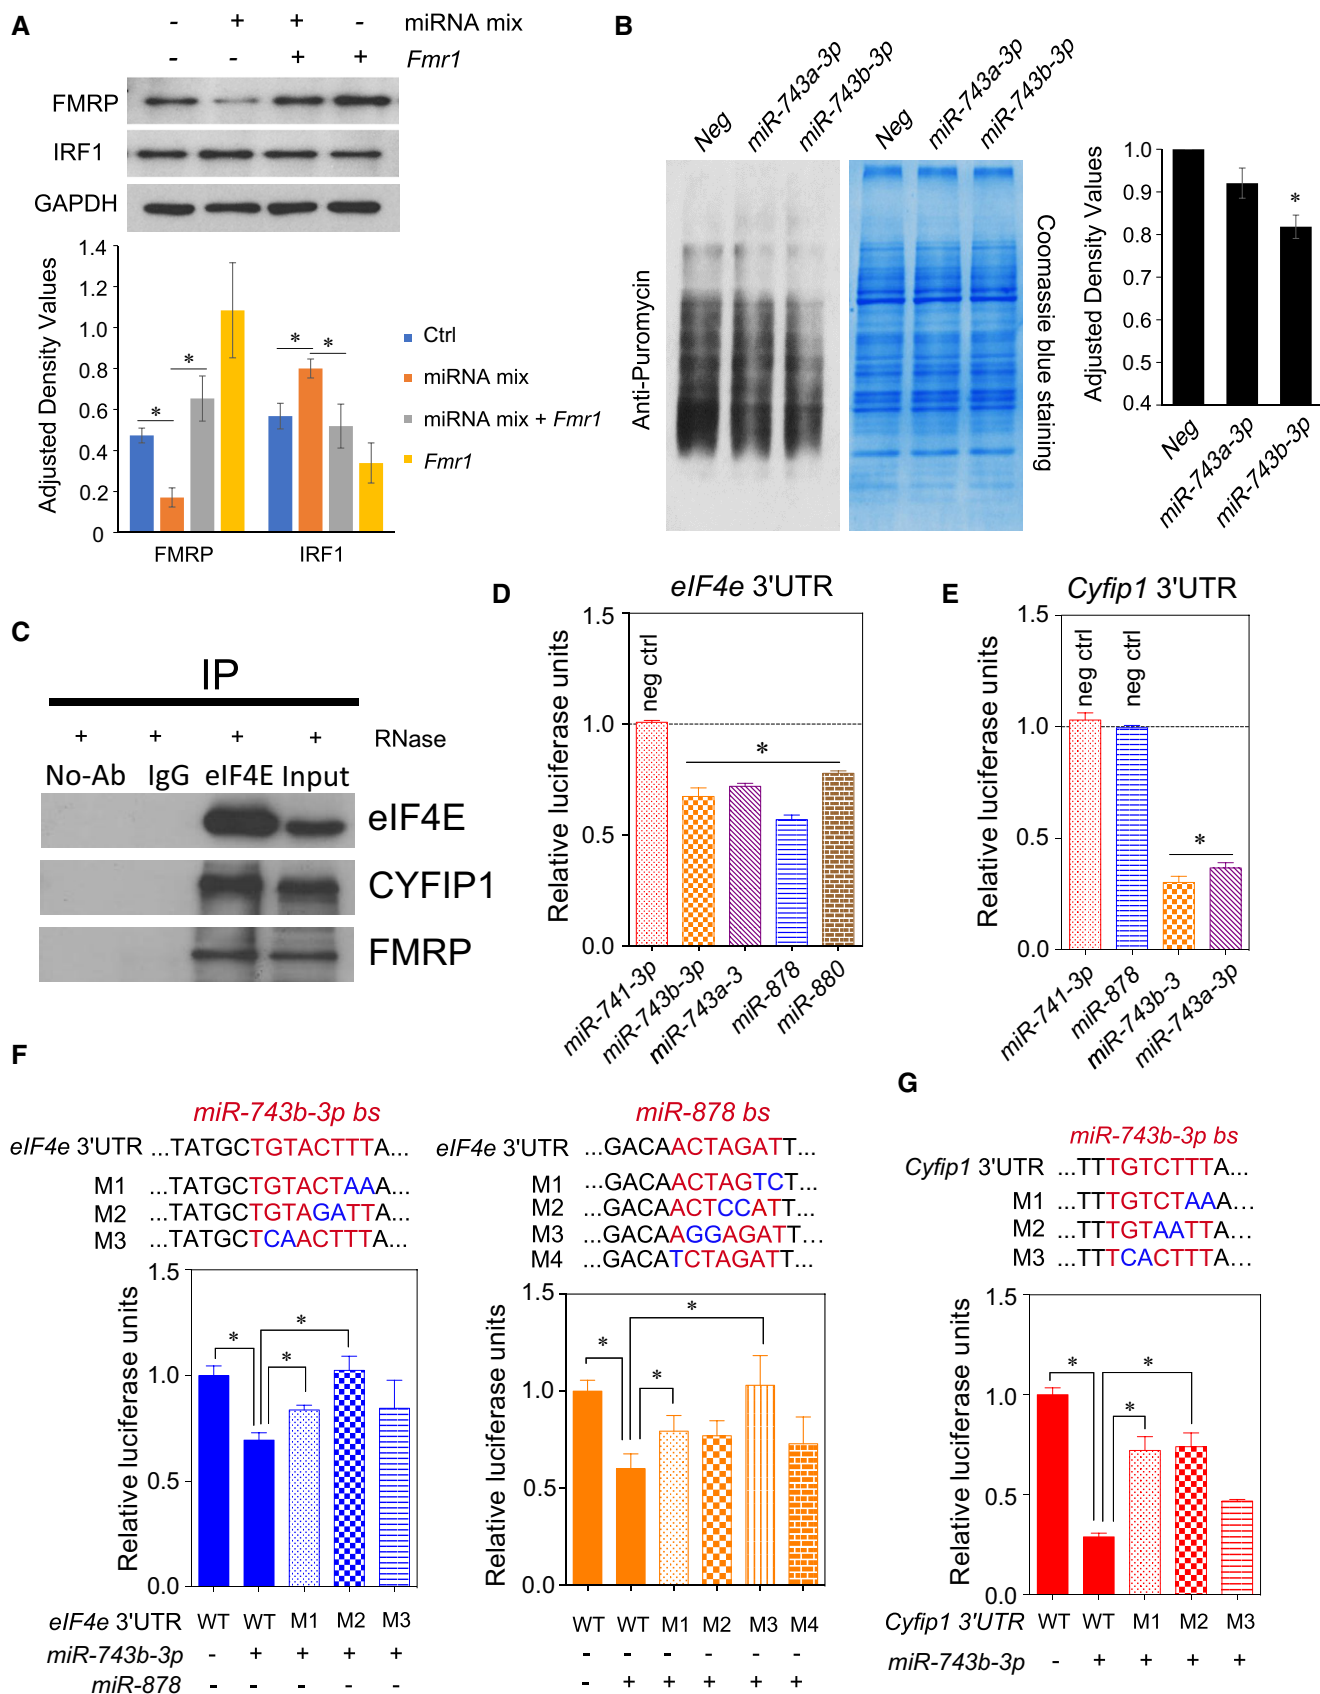 A
- + + - miRNA mix
- - + + Fmr1
FMRP
IRF1
GAPDH
Adjusted Density Values
1.4
1.2
1.0
0.8
0.6
0.4
0.2
0
* * * *
FMRP IRF1
Ctrl
miRNA mix
miRNA mix + Fmr1
Fmr1
B
Neg miR-743a-3p miR-743b-3p
Neg miR-743a-3p miR-743b-3p
Anti-Puromycin
Coomassie blue staining
Adjusted Density Values
1.0
0.9
0.8
0.7
0.6
0.5
0.4
*
Neg miR-743a-3p miR-743b-3p
C
IP
+ + + + RNase
No-Ab IgG eIF4E Input
eIF4E
CYFIP1
FMRP
D
eIF4e 3'UTR
Relative luciferase units
1.5
1.0
0.5
0.0
neg ctrl
*
miR-741-3p miR-743b-3p miR-743a-3 miR-878 miR-880
E
Cyfip1 3'UTR
Relative luciferase units
1.5
1.0
0.5
0.0
neg ctrl neg ctrl
*
miR-741-3p miR-878 miR-743b-3 miR-743a-3p
F
miR-743b-3p bs
eIF4e 3'UTR ...TATGCTGTACTTTA...
M1 ...TATGCTGTACTAAA...
M2 ...TATGCTGTAGATTA...
M3 ...TATGCTCAACTTTA...
Relative luciferase units
1.5
1.0
0.5
0.0
* * *
eIF4e 3'UTR WT WT M1 M2 M3
miR-743b-3p - + + + +
miR-878 - - - - -
miR-878 bs
eIF4e 3'UTR ...GACAACTAGATT...
M1 ...GACAACTAGTCT...
M2 ...GACAACTCCATT...
M3 ...GACAAGGAGATT...
M4 ...GACATCTAGATT...
Relative luciferase units
1.5
1.0
0.5
0.0
* * *
WT WT M1 M2 M3 M4
- - - - - -
- + + + + +
G
miR-743b-3p bs
Cyfip1 3'UTR ...TTTGTCTTTA...
M1 ...TTTGTCTAAA...
M2 ...TTTGTAATTA...
M3 ...TTTCACTTTA...
Relative luciferase units
1.5
1.0
0.5
0.0
* * *
Cyfip1 3'UTR WT WT M1 M2 M3
miR-743b-3p - + + + +